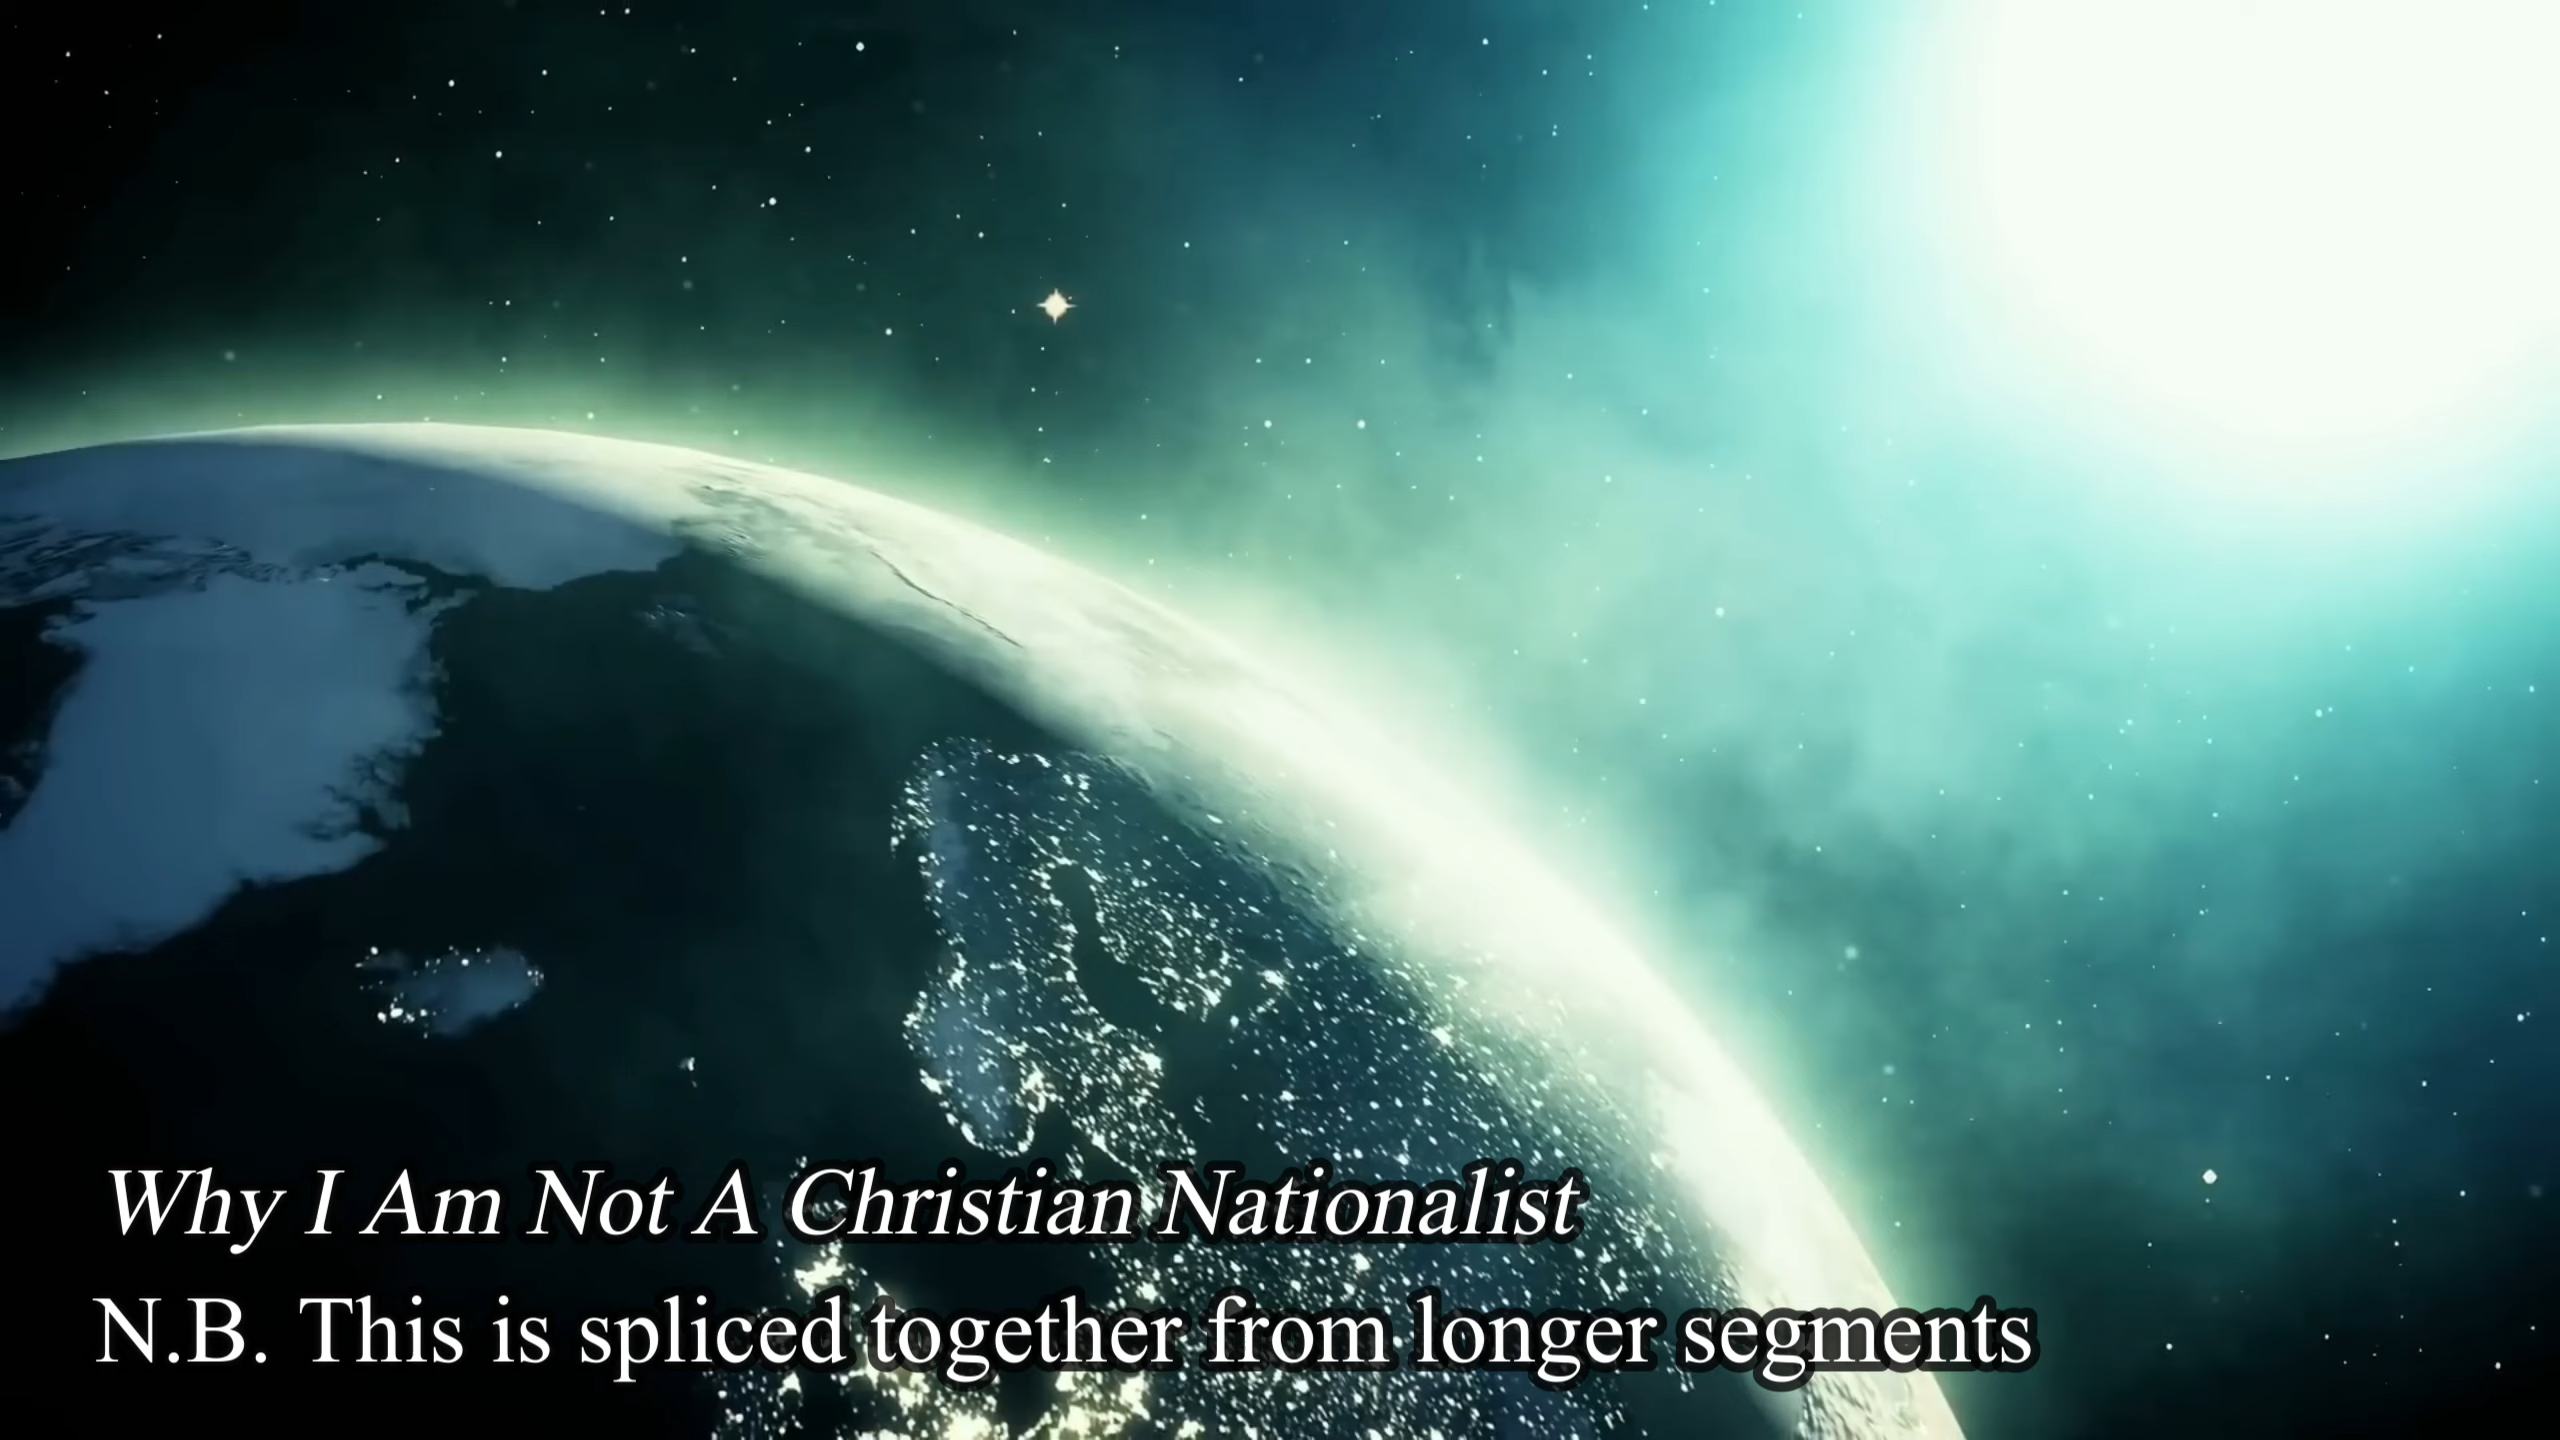 Why I Am Not A Christian Nationalist
N.B. This is spliced together from longer segments